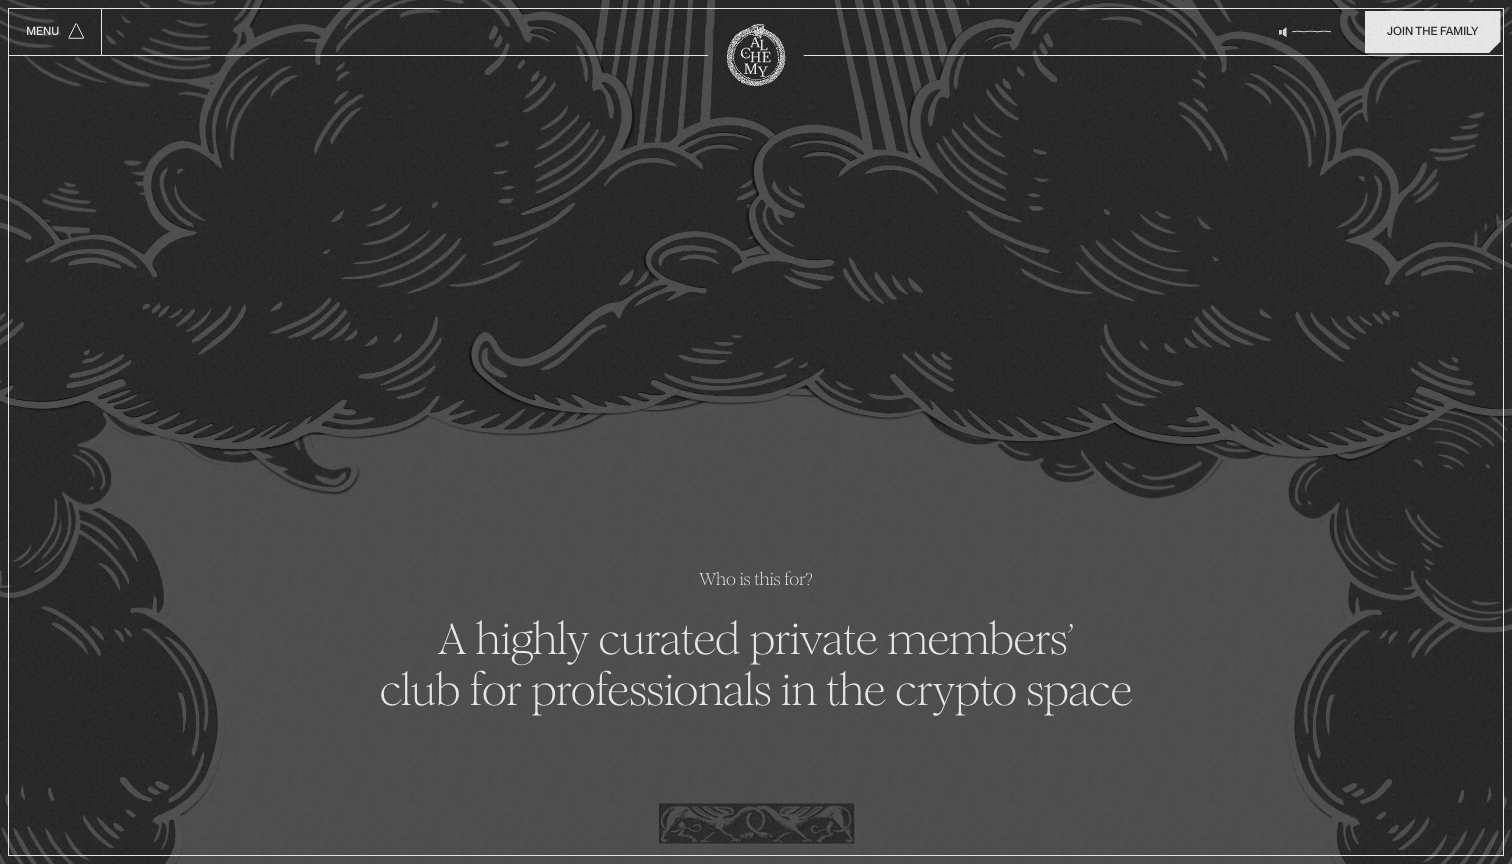 MENU
AL
CHE
MY
JOIN THE FAMILY
Who is this for?
A highly curated private members’
club for professionals in the crypto space